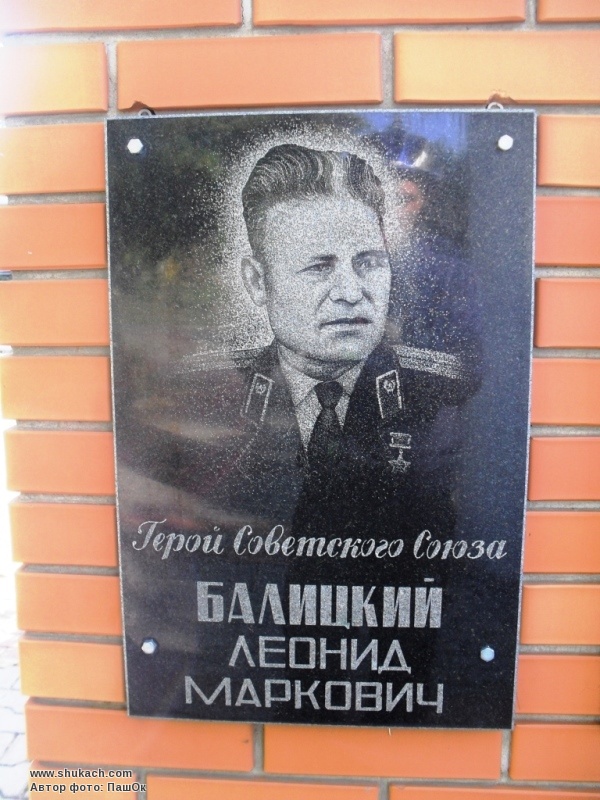 Герой Советского Союза
БАЛИЦКИЙ
ЛЕОНИД
МАРКОВИЧ
www.shukach.com
Автор фото: ПашОк